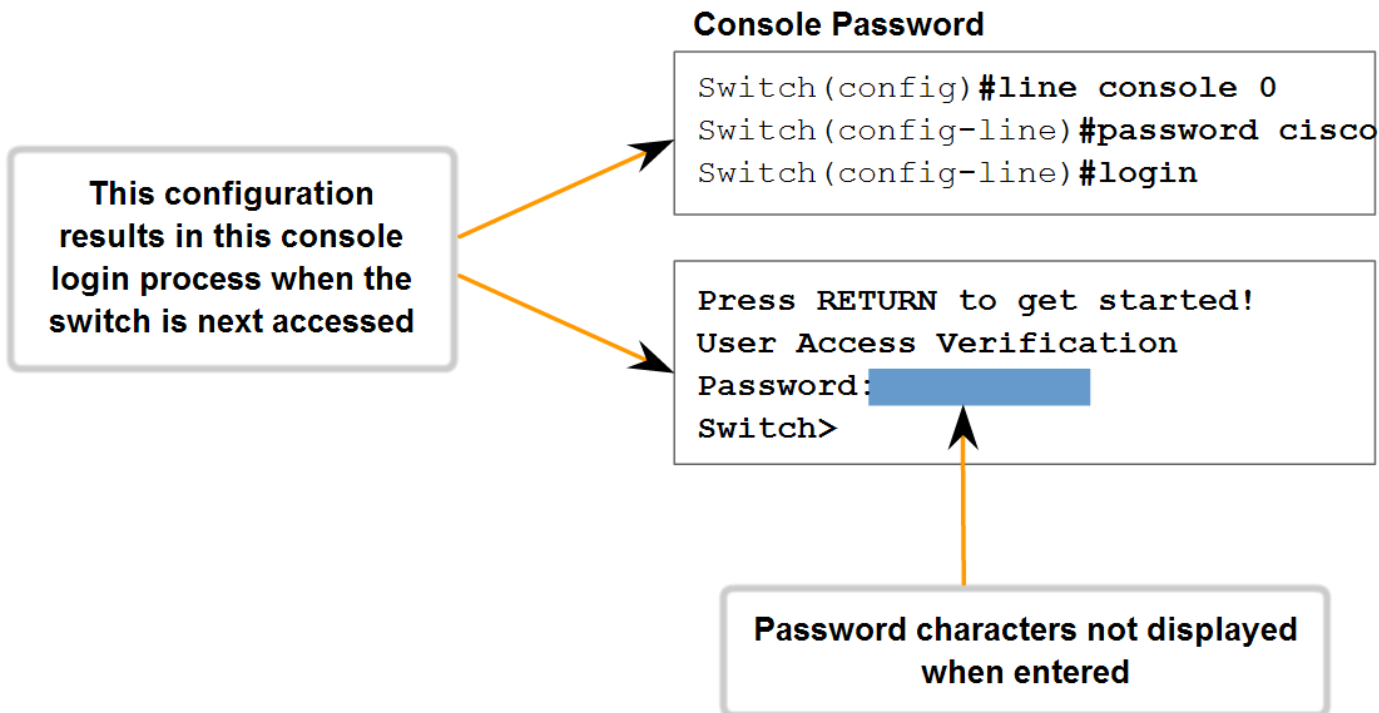 Console Password
Switch(config)#line console 0
Switch(config-line)#password cisco
Switch(config-line)#login
This configuration
results in this console
login process when the
switch is next accessed
Press RETURN to get started!
User Access Verification
Password:
Switch>
Password characters not displayed
when entered